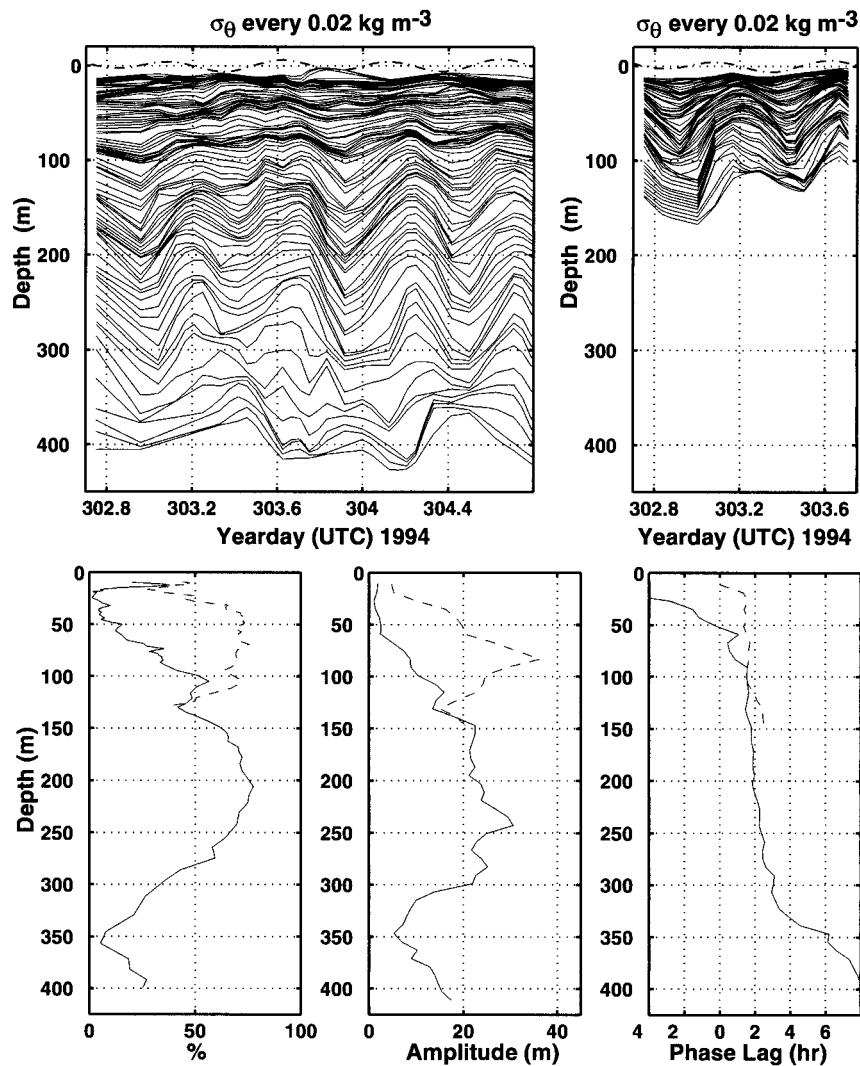 σθ every 0.02 kg m-3
Depth (m)
0
100
200
300
400
302.8 303.2 303.6 304 304.4
Yearday (UTC) 1994
σθ every 0.02 kg m-3
Depth (m)
0
100
200
300
400
302.8 303.2 303.6
Yearday (UTC) 1994
Depth (m)
0
50
100
150
200
250
300
350
400
0 50 100
%
0
50
100
150
200
250
300
350
400
0 20 40
Amplitude (m)
0
50
100
150
200
250
300
350
400
4 2 0 2 4 6
Phase Lag (hr)